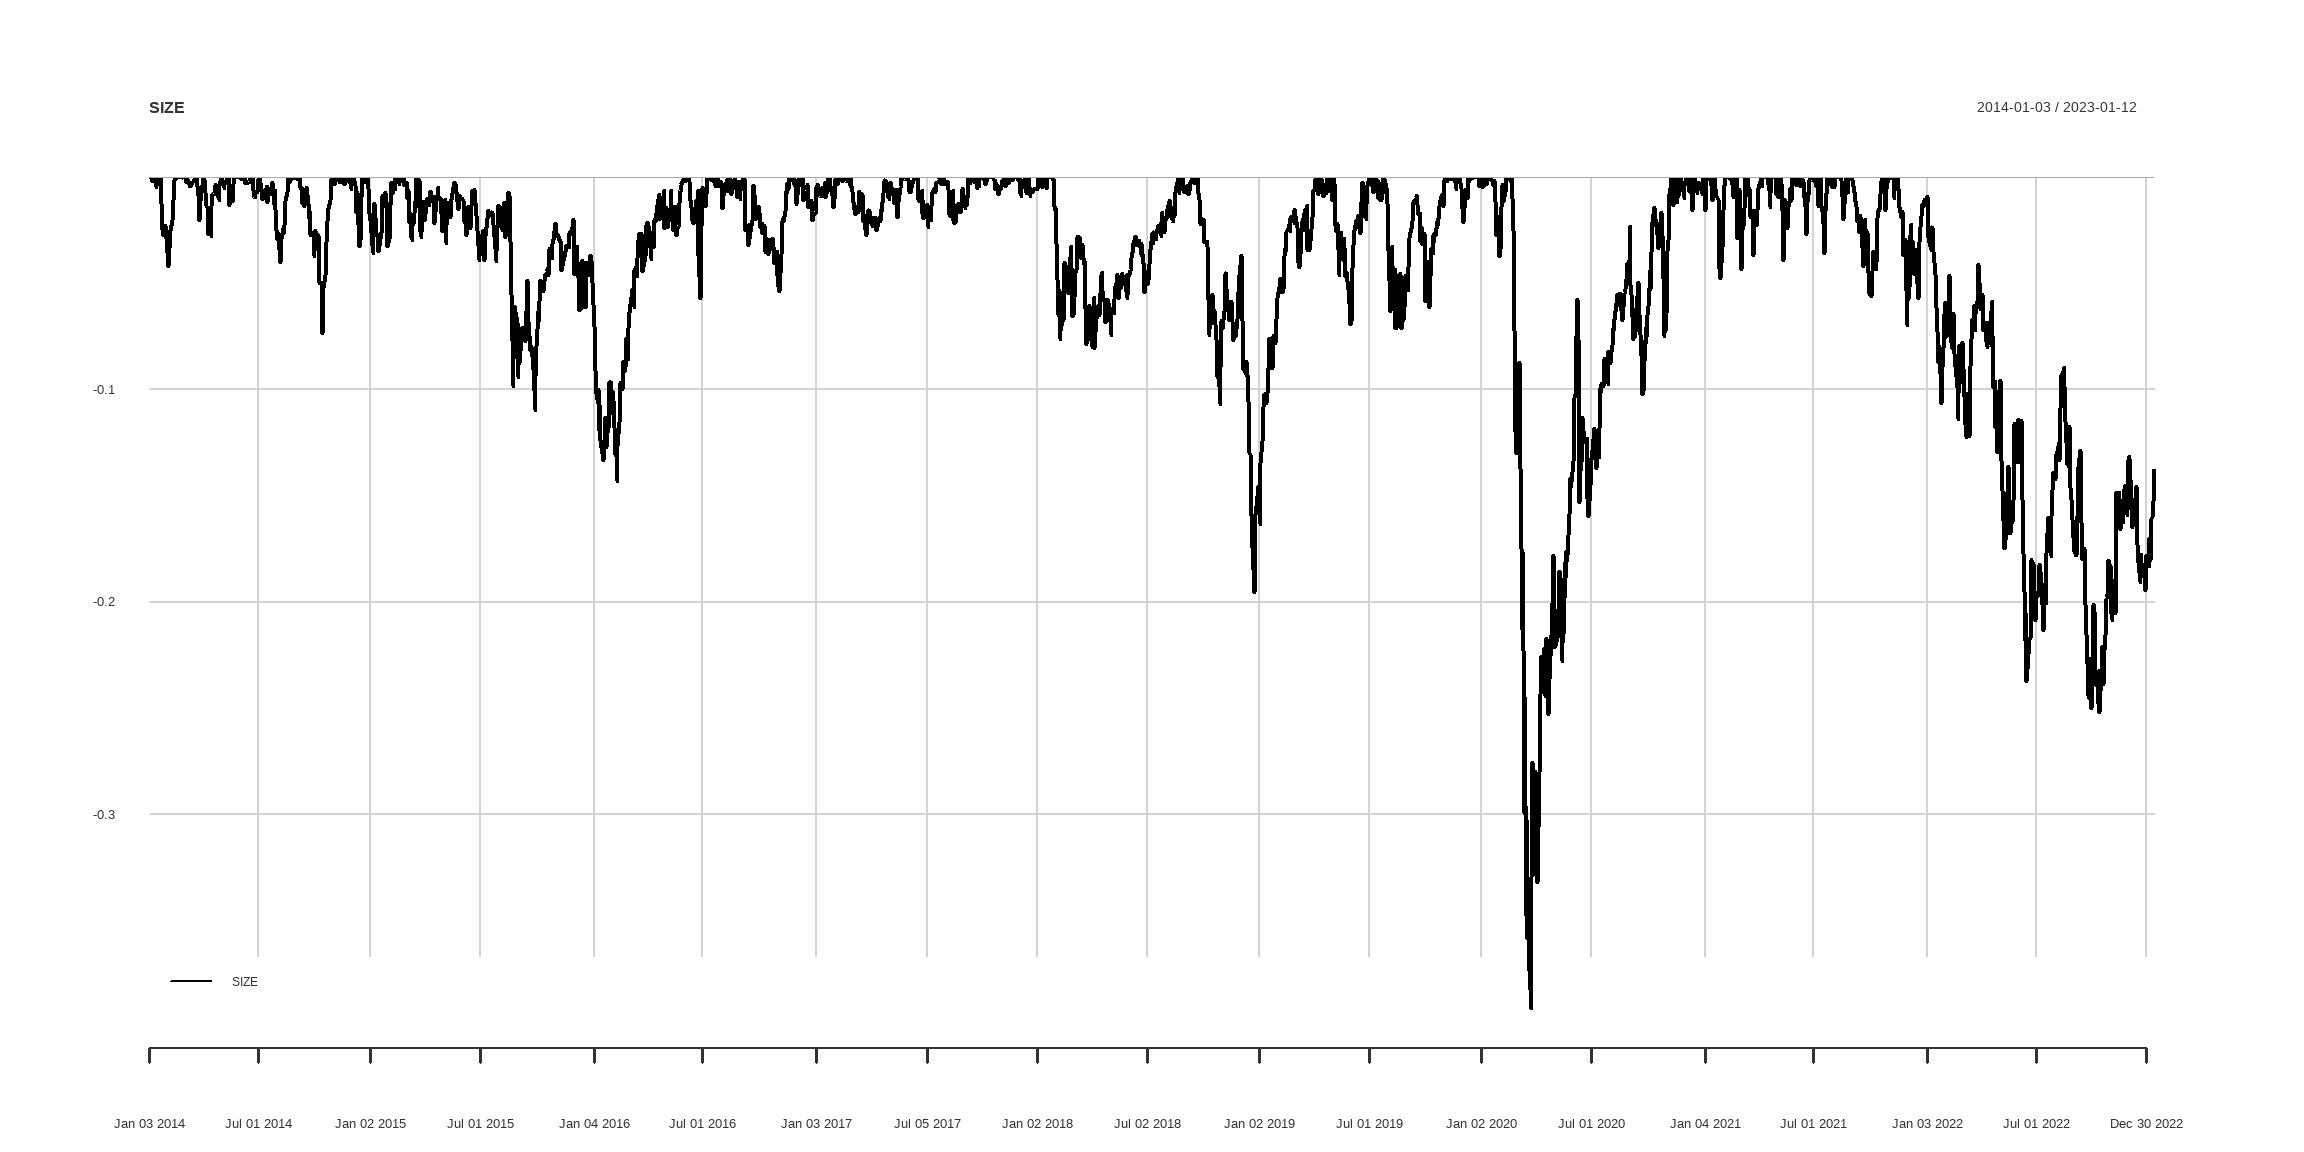 SIZE
2014-01-03 / 2023-01-12
-0.1
-0.2
-0.3
SIZE
Jan 03 2014
Jul 01 2014
Jan 02 2015
Jul 01 2015
Jan 04 2016
Jul 01 2016
Jan 03 2017
Jul 05 2017
Jan 02 2018
Jul 02 2018
Jan 02 2019
Jul 01 2019
Jan 02 2020
Jul 01 2020
Jan 04 2021
Jul 01 2021
Jan 03 2022
Jul 01 2022
Dec 30 2022